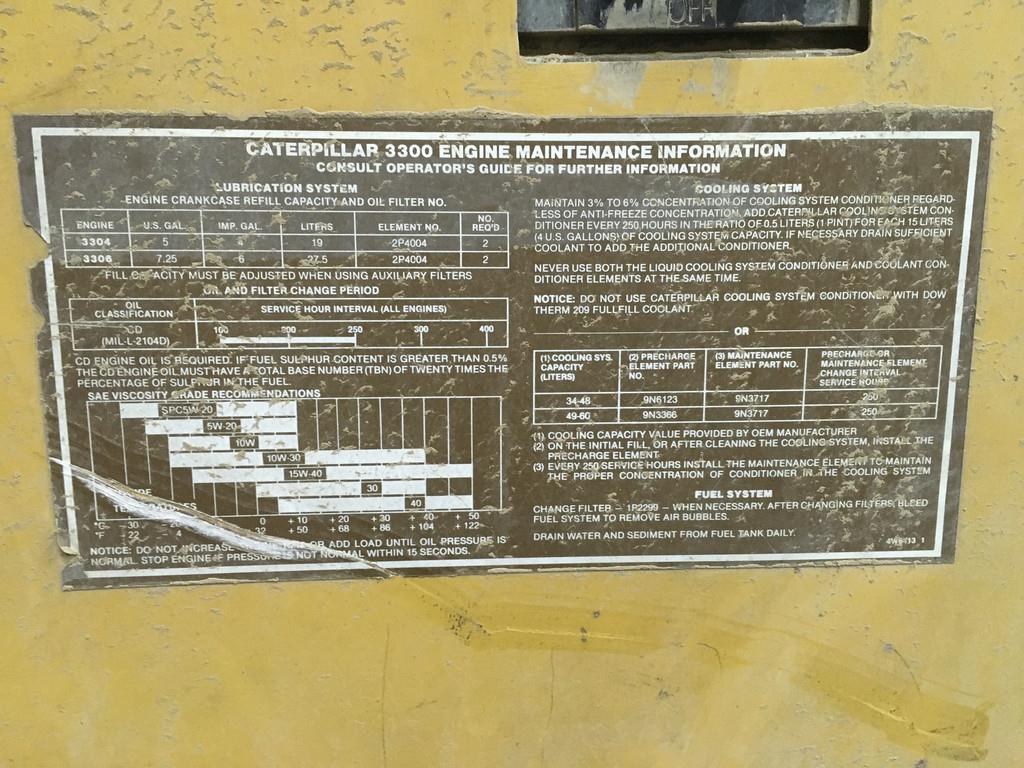 OFF
CATERPILLAR 3300 ENGINE MAINTENANCE INFORMATION
CONSULT OPERATOR'S GUIDE FOR FURTHER INFORMATION
LUBRICATION SYSTEM
ENGINE CRANKCASE REFILL CAPACITY AND OIL FILTER NO.
ENGINE U.S. GAL. IMP. GAL. LITERS ELEMENT NO. NO. REQ'D
3304 5 19 2P4004 2
3306 7.25 6 27.5 2P4004 2
FILL CAPACITY MUST BE ADJUSTED WHEN USING AUXILIARY FILTERS
OIL AND FILTER CHANGE PERIOD
OIL CLASSIFICATION SERVICE HOUR INTERVAL (ALL ENGINES)
CD (MIL-L-2104D) 100 200 250 300 400
CD ENGINE OIL IS REQUIRED. IF FUEL SULPHUR CONTENT IS GREATER THAN 0.5%
THE CD ENGINE OIL MUST HAVE A TOTAL BASE NUMBER (TBN) OF TWENTY TIMES THE
PERCENTAGE OF SULPHUR IN THE FUEL.
SAE VISCOSITY GRADE RECOMMENDATIONS
SPC5W-20
5W-20
10W
10W-30
15W-40
30
40
°C - 30 - 20 0 + 10 + 20 + 30 + 40 + 50
°F - 22 - 4 32 + 50 + 68 + 86 + 104 + 122
NOTICE: DO NOT INCREASE OR ADD LOAD UNTIL OIL PRESSURE IS
NORMAL. STOP ENGINE IF PRESSURE IS NOT NORMAL WITHIN 15 SECONDS.
COOLING SYSTEM
MAINTAIN 3% TO 6% CONCENTRATION OF COOLING SYSTEM CONDITIONER REGARD-
LESS OF ANTI-FREEZE CONCENTRATION. ADD CATERPILLAR COOLING SYSTEM CON-
DITIONER EVERY 250 HOURS IN THE RATIO OF 0.5 LITERS (1 PINT) FOR EACH 15 LITERS
(4 U.S. GALLONS) OF COOLING SYSTEM CAPACITY. IF NECESSARY DRAIN SUFFICIENT
COOLANT TO ADD THE ADDITIONAL CONDITIONER.
NEVER USE BOTH THE LIQUID COOLING SYSTEM CONDITIONER AND COOLANT CON-
DITIONER ELEMENTS AT THE SAME TIME.
NOTICE: DO NOT USE CATERPILLAR COOLING SYSTEM CONDITIONER WITH DOW
THERM 209 FULLFILL COOLANT.
OR
(1) COOLING SYS. CAPACITY (LITERS) (2) PRECHARGE ELEMENT PART NO. (3) MAINTENANCE ELEMENT PART NO. PRECHARGE OR MAINTENANCE ELEMENT CHANGE INTERVAL SERVICE HOURS
34-48 9N6123 9N3717 250
49-60 9N3366 9N3717 250
(1) COOLING CAPACITY VALUE PROVIDED BY OEM MANUFACTURER
(2) ON THE INITIAL FILL, OR AFTER CLEANING THE COOLING SYSTEM, INSTALL THE
PRECHARGE ELEMENT
(3) EVERY 250 SERVICE HOURS INSTALL THE MAINTENANCE ELEMENT TO MAINTAIN
THE PROPER CONCENTRATION OF CONDITIONER IN THE COOLING SYSTEM
FUEL SYSTEM
CHANGE FILTER - 1P2299 - WHEN NECESSARY. AFTER CHANGING FILTERS, BLEED
FUEL SYSTEM TO REMOVE AIR BUBBLES.
DRAIN WATER AND SEDIMENT FROM FUEL TANK DAILY.